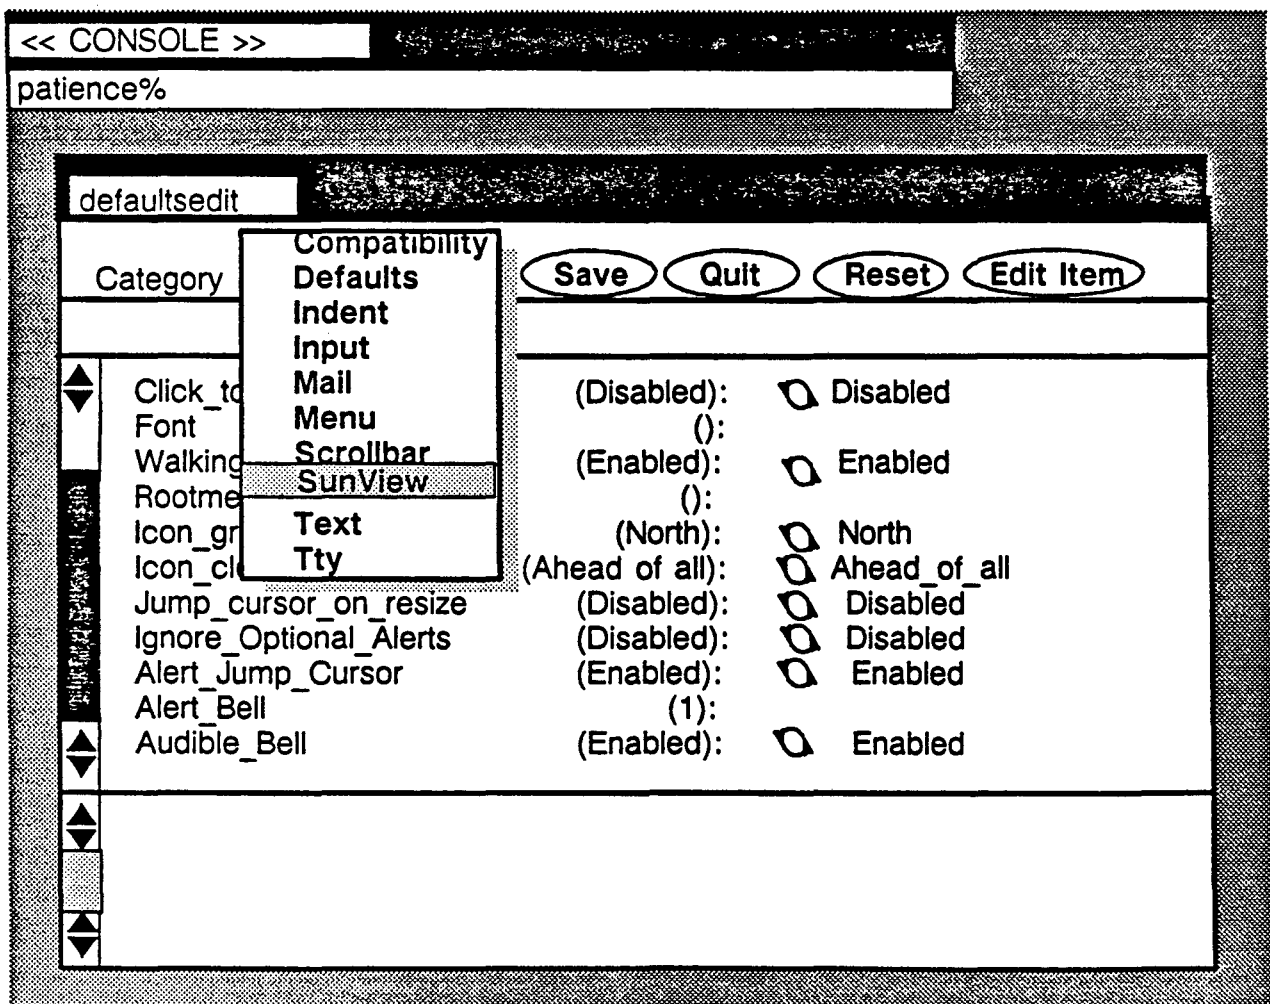 << CONSOLE >>
patience%
defaultsedit
Category Save Quit Reset Edit Item
Compatibility
Defaults
Indent
Input
Mail
Menu
Scrollbar
SunView
Text
Tty
Click_to (Disabled): Disabled
Font ():
Walking (Enabled): Enabled
Rootme ():
Icon_gr (North): North
Icon_cl (Ahead of all): Ahead_of_all
Jump_cursor_on_resize (Disabled): Disabled
Ignore_Optional_Alerts (Disabled): Disabled
Alert_Jump_Cursor (Enabled): Enabled
Alert_Bell (1):
Audible_Bell (Enabled): Enabled